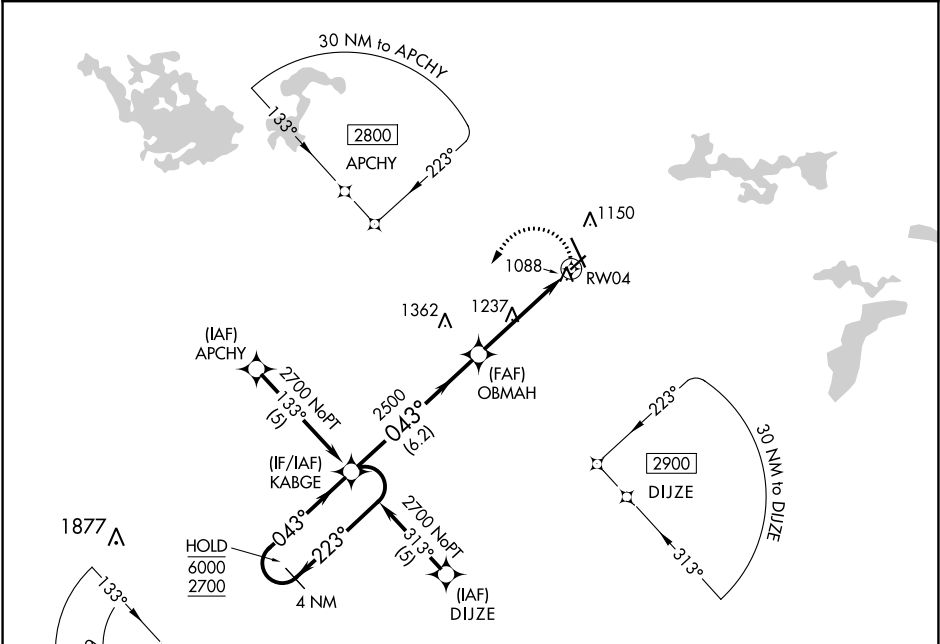 30 NM to APCHY
133°
2800
APCHY
223°
1150
1088
RW04
1362
1237
(IAF)
APCHY
2700 NoPT
133°
(5)
(FAF)
OBMAH
2500
043°
(6.2)
(IF/IAF)
KABGE
223°
2900
DIJZE
30 NM to DIJZE
313°
1877
HOLD
6000
2700
043°
223°
4 NM
2700 NoPT
313°
(5)
(IAF)
DIJZE
133°